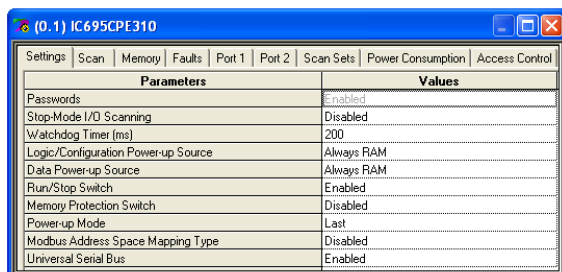 (0.1) IC695CPE310
Settings Scan Memory Faults Port 1 Port 2 Scan Sets Power Consumption Access Control
Parameters Values
Passwords Enabled
Stop-Mode I/O Scanning Disabled
Watchdog Timer (ms) 200
Logic/Configuration Power-up Source Always RAM
Data Power-up Source Always RAM
Run/Stop Switch Enabled
Memory Protection Switch Disabled
Power-up Mode Last
Modbus Address Space Mapping Type Disabled
Universal Serial Bus Enabled